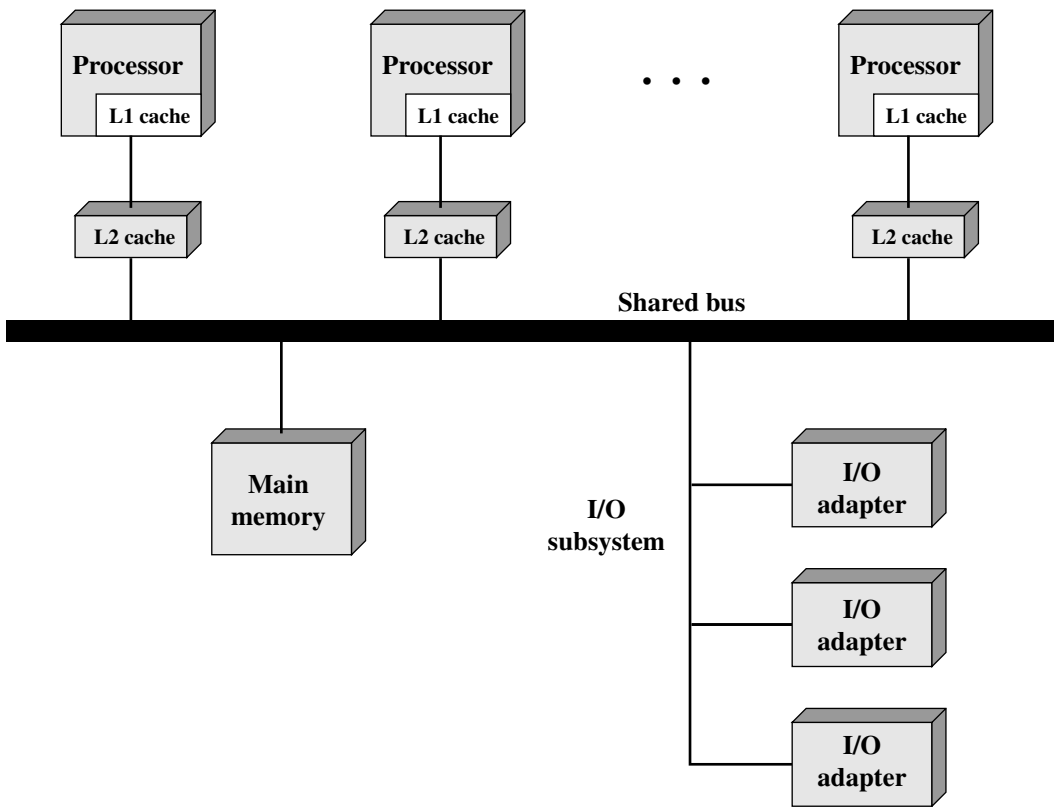 Processor
L1 cache
Processor
L1 cache
. . .
Processor
L1 cache
L2 cache
L2 cache
L2 cache
Shared bus
Main
memory
I/O
subsystem
I/O
adapter
I/O
adapter
I/O
adapter